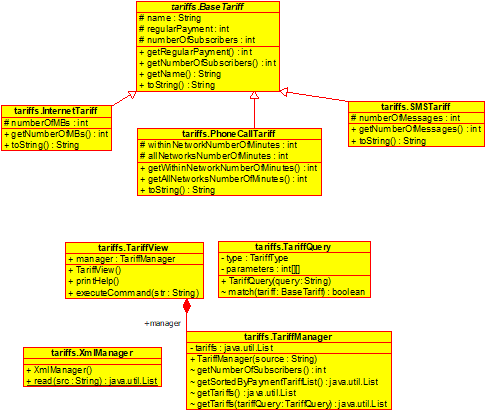 tariffs.BaseTariff
# name : String
# regularPayment : int
# numberOfSubscribers : int
+ getRegularPayment() : int
+ getNumberOfSubscribers() : int
+ getName() : String
+ toString() : String
tariffs.InternetTariff
# numberOfMBs : int
+ getNumberOfMBs() : int
+ toString() : String
tariffs.PhoneCallTariff
# withinNetworkNumberOfMinutes : int
# allNetworksNumberOfMinutes : int
+ getWithinNetworkNumberOfMinutes() : int
+ getAllNetworksNumberOfMinutes() : int
+ toString() : String
tariffs.SMSTariff
# numberOfMessages : int
+ getNumberOfMessages() : int
+ toString() : String
tariffs.TariffView
+ manager : TariffManager
+ TariffView()
+ printHelp()
+ executeCommand(str : String)
tariffs.TariffQuery
- type : TariffType
- parameters : int[][]
+ TariffQuery(query : String)
~ match(tariff : BaseTariff) : boolean
+manager
tariffs.XmlManager
+ XmlManager()
+ read(src : String) : java.util.List
tariffs.TariffManager
- tariffs : java.util.List
+ TariffManager(source : String)
~ getNumberOfSubscribers() : int
~ getSortedByPaymentTariffList() : java.util.List
~ getTariffs() : java.util.List
~ getTariffs(tariffQuery : TariffQuery) : java.util.List